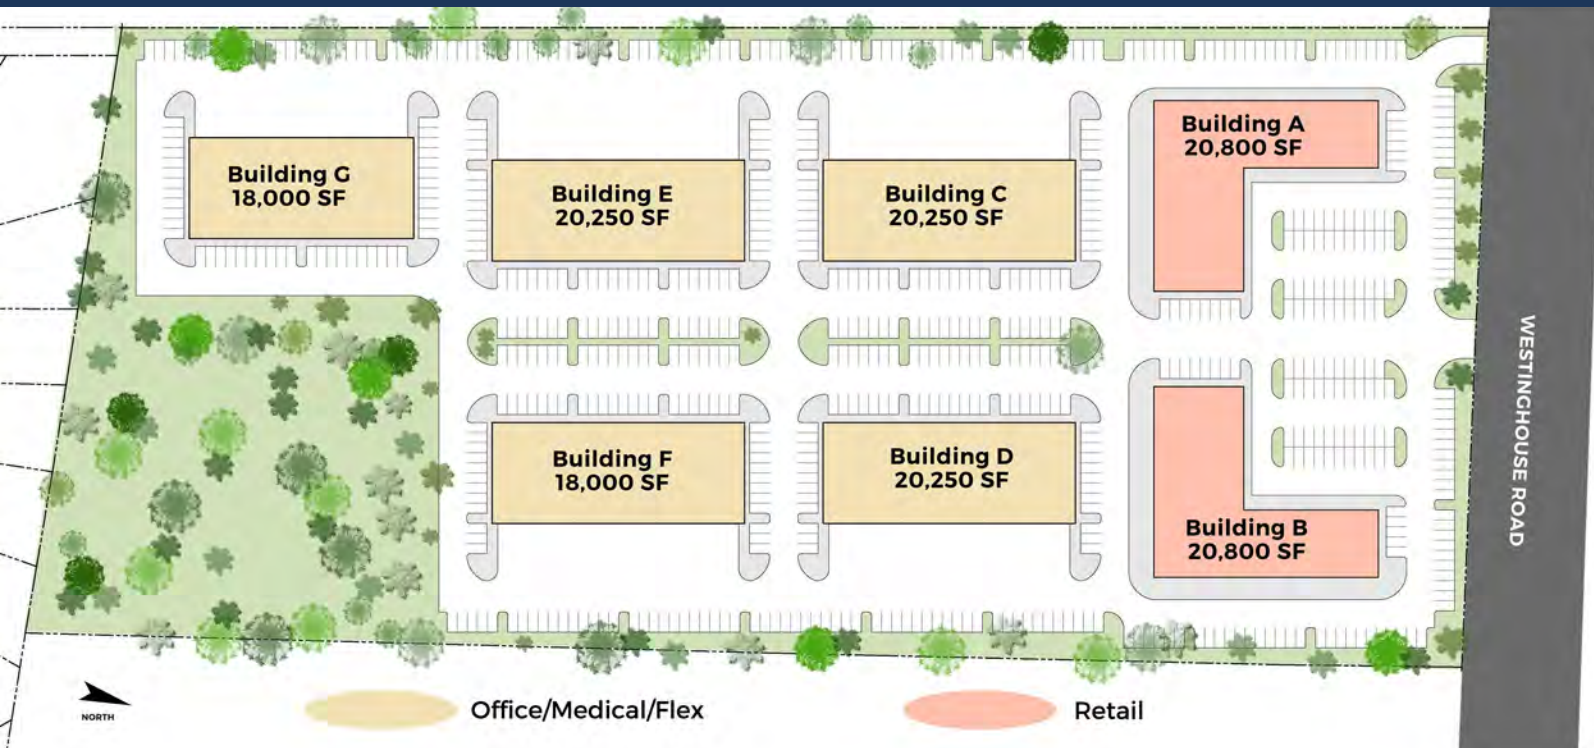 Building G
18,000 SF
Building E
20,250 SF
Building C
20,250 SF
Building A
20,800 SF
Building F
18,000 SF
Building D
20,250 SF
Building B
20,800 SF
WESTINGHOUSE ROAD
NORTH
Office/Medical/Flex
Retail